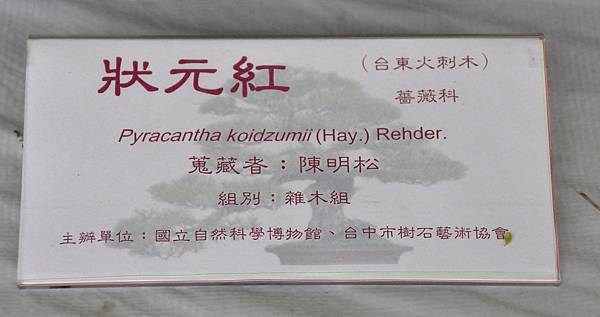 狀元紅 （台東火刺木）
薔薇科
Pyracantha koidzumii (Hay.) Rehder.
蒐藏者：陳明松
組別：雜木組
主辦單位：國立自然科學博物館、台中市樹石藝術協會